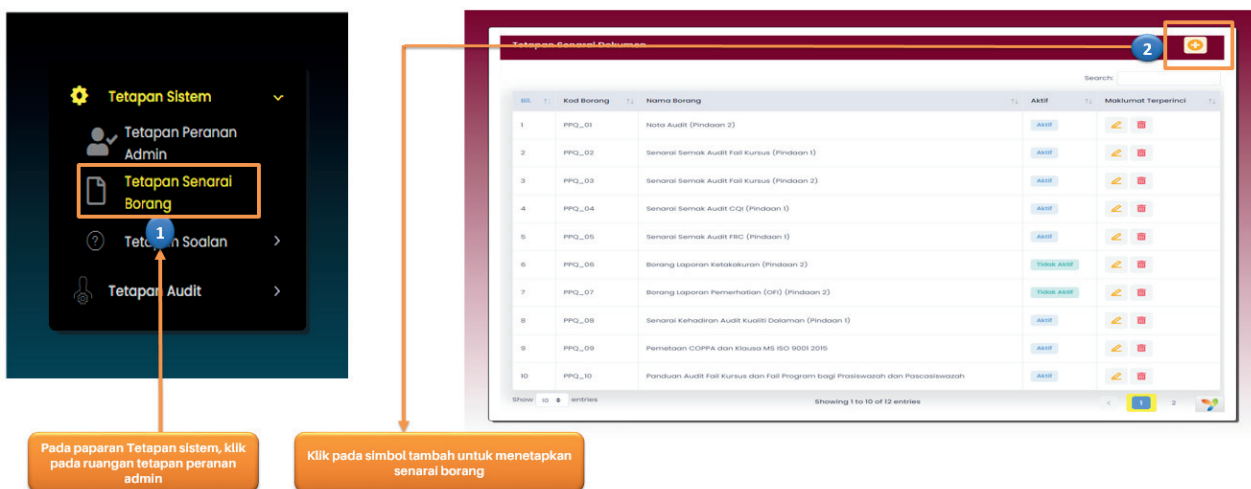 Tetapan Sistem
Tetapan Peranan
Admin
Tetapan Senarai
Borang
1
Tetapan Soalan
Tetapan Audit
Pada paparan Tetapan sistem, klik
pada ruangan tetapan peranan
admin
Tetapan Senarai Dokumen
2
Search:
Bil. Kod Borang Nama Borang Aktif Maklumat Terperinci
1 PPQ_01 Nota Audit (Pindaan 2) Aktif
2 PPQ_02 Senarai Semak Audit Fail Kursus (Pindaan 1) Aktif
3 PPQ_03 Senarai Semak Audit Fail Kursus (Pindaan 2) Aktif
4 PPQ_04 Senarai Semak Audit CQI (Pindaan 1) Aktif
5 PPQ_05 Senarai Semak Audit FRC (Pindaan 1) Aktif
6 PPQ_06 Borang Laporan Ketakakuran (Pindaan 2) Tidak Aktif
7 PPQ_07 Borang Laporan Pemerhatian (OFI) (Pindaan 2) Tidak Aktif
8 PPQ_08 Senarai Kehadiran Audit Kualiti Dalaman (Pindaan 1) Aktif
9 PPQ_09 Pemetaan COPPA dan Klausa MS ISO 9001 2015 Aktif
10 PPQ_10 Panduan Audit Fail Kursus dan Fail Program bagi Prasiswazah dan Pascasiswazah Aktif
Show 10 entries Showing 1 to 10 of 12 entries < 1 2
Klik pada simbol tambah untuk menetapkan
senarai borang